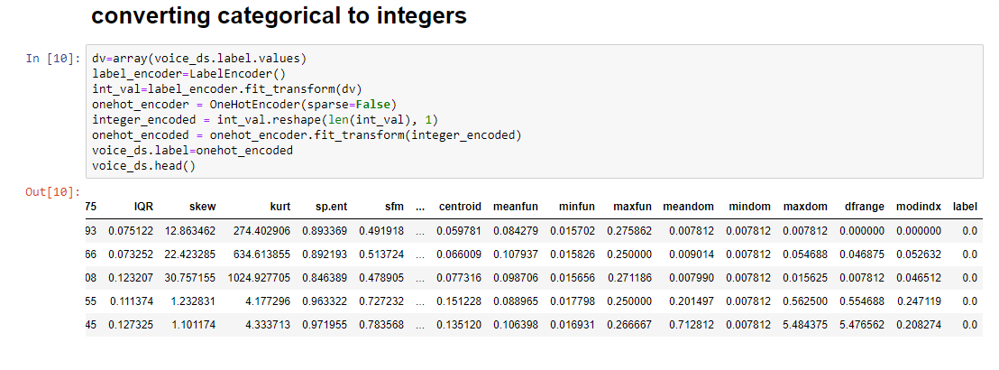 converting categorical to integers
In [10]:
dv=array(voice_ds.label.values)
label_encoder=LabelEncoder()
int_val=label_encoder.fit_transform(dv)
onehot_encoder = OneHotEncoder(sparse=False)
integer_encoded = int_val.reshape(len(int_val), 1)
onehot_encoded = onehot_encoder.fit_transform(integer_encoded)
voice_ds.label=onehot_encoded
voice_ds.head()
Out[10]:
75 IQR skew kurt sp.ent sfm ... centroid meanfun minfun maxfun meandom mindom maxdom dfrange modindx label
93 0.075122 12.863462 274.402906 0.893369 0.491918 ... 0.059781 0.084279 0.015702 0.275862 0.007812 0.007812 0.007812 0.000000 0.000000 0.0
66 0.073252 22.423285 634.613855 0.892193 0.513724 ... 0.066009 0.107937 0.015826 0.250000 0.009014 0.007812 0.054688 0.046875 0.052632 0.0
08 0.123207 30.757155 1024.927705 0.846389 0.478905 ... 0.077316 0.098706 0.015656 0.271186 0.007990 0.007812 0.015625 0.007812 0.046512 0.0
55 0.111374 1.232831 4.177296 0.963322 0.727232 ... 0.151228 0.088965 0.017798 0.250000 0.201497 0.007812 0.562500 0.554688 0.247119 0.0
45 0.127325 1.101174 4.333713 0.971955 0.783568 ... 0.135120 0.106398 0.016931 0.266667 0.712812 0.007812 5.484375 5.476562 0.208274 0.0